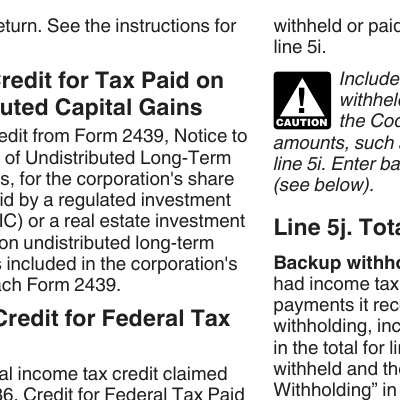 eturn. See the instructions for
redit for Tax Paid on
uted Capital Gains
edit from Form 2439, Notice to
of Undistributed Long-Term
s, for the corporation's share
id by a regulated investment
IC) or a real estate investment
on undistributed long-term
s included in the corporation's
ach Form 2439.
Credit for Federal Tax
al income tax credit claimed
36, Credit for Federal Tax Paid
withheld or paid
line 5i.
Include
withhel
the Coo
CAUTION
amounts, such
line 5i. Enter ba
(see below).
Line 5j. Tota
Backup withho
had income tax
payments it rec
withholding, inc
in the total for li
withheld and the
Withholding" in